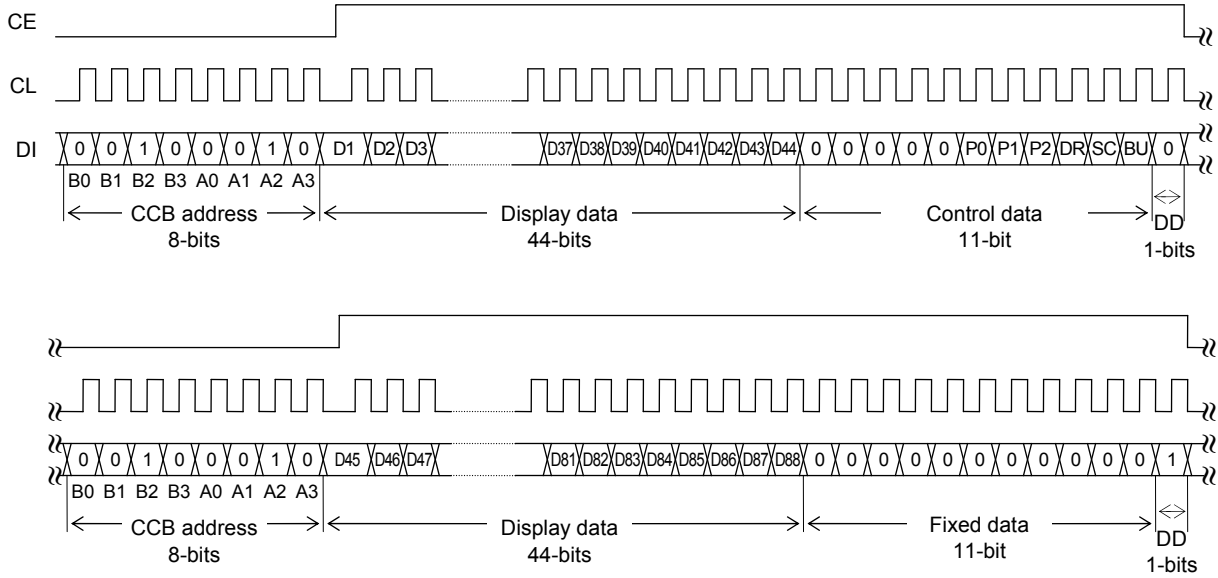 CE
CL
DI 0 0 1 0 0 0 1 0 D1 D2 D3 D37 D38 D39 D40 D41 D42 D43 D44 0 0 0 0 0 P0 P1 P2 DR SC BU 0
B0 B1 B2 B3 A0 A1 A2 A3
CCB address
8-bits
Display data
44-bits
Control data
11-bit
DD
1-bits
0 0 1 0 0 0 1 0 D45 D46 D47 D81 D82 D83 D84 D85 D86 D87 D88 0 0 0 0 0 0 0 0 0 0 0 1
B0 B1 B2 B3 A0 A1 A2 A3
CCB address
8-bits
Display data
44-bits
Fixed data
11-bit
DD
1-bits